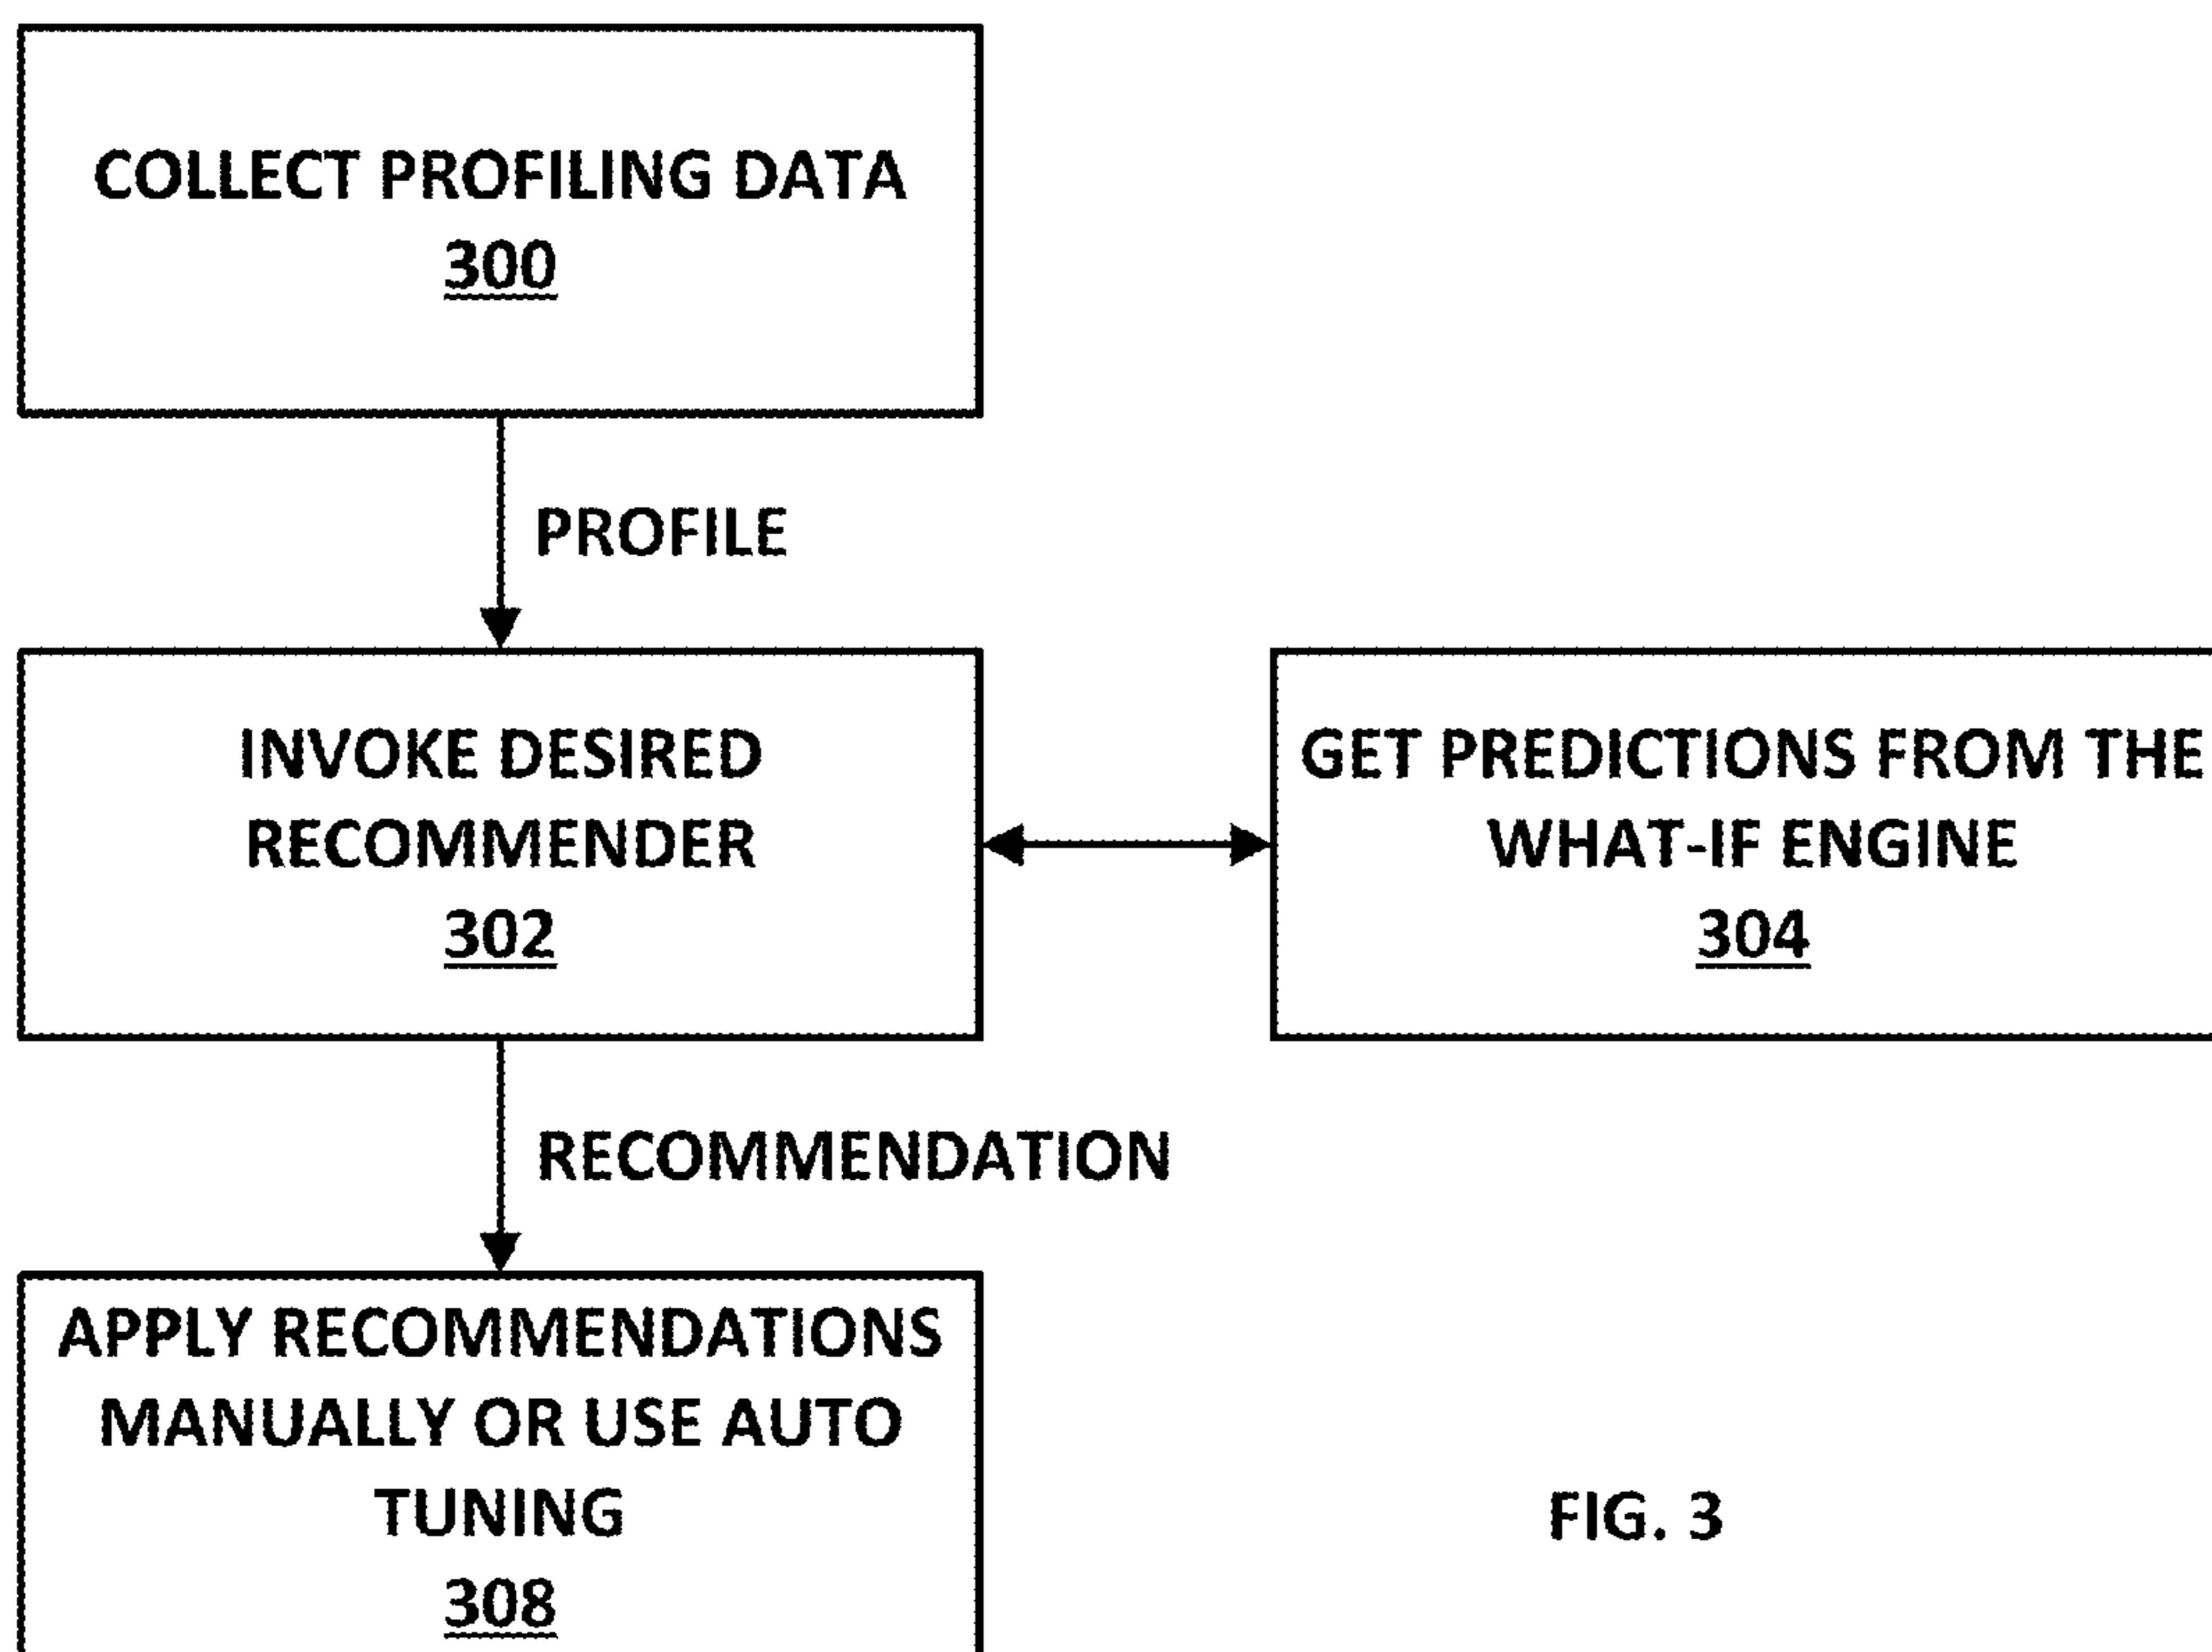 COLLECT PROFILING DATA
300
PROFILE
INVOKE DESIRED
RECOMMENDER
302
GET PREDICTIONS FROM THE
WHAT-IF ENGINE
304
RECOMMENDATION
APPLY RECOMMENDATIONS
MANUALLY OR USE AUTO
TUNING
308
FIG. 3